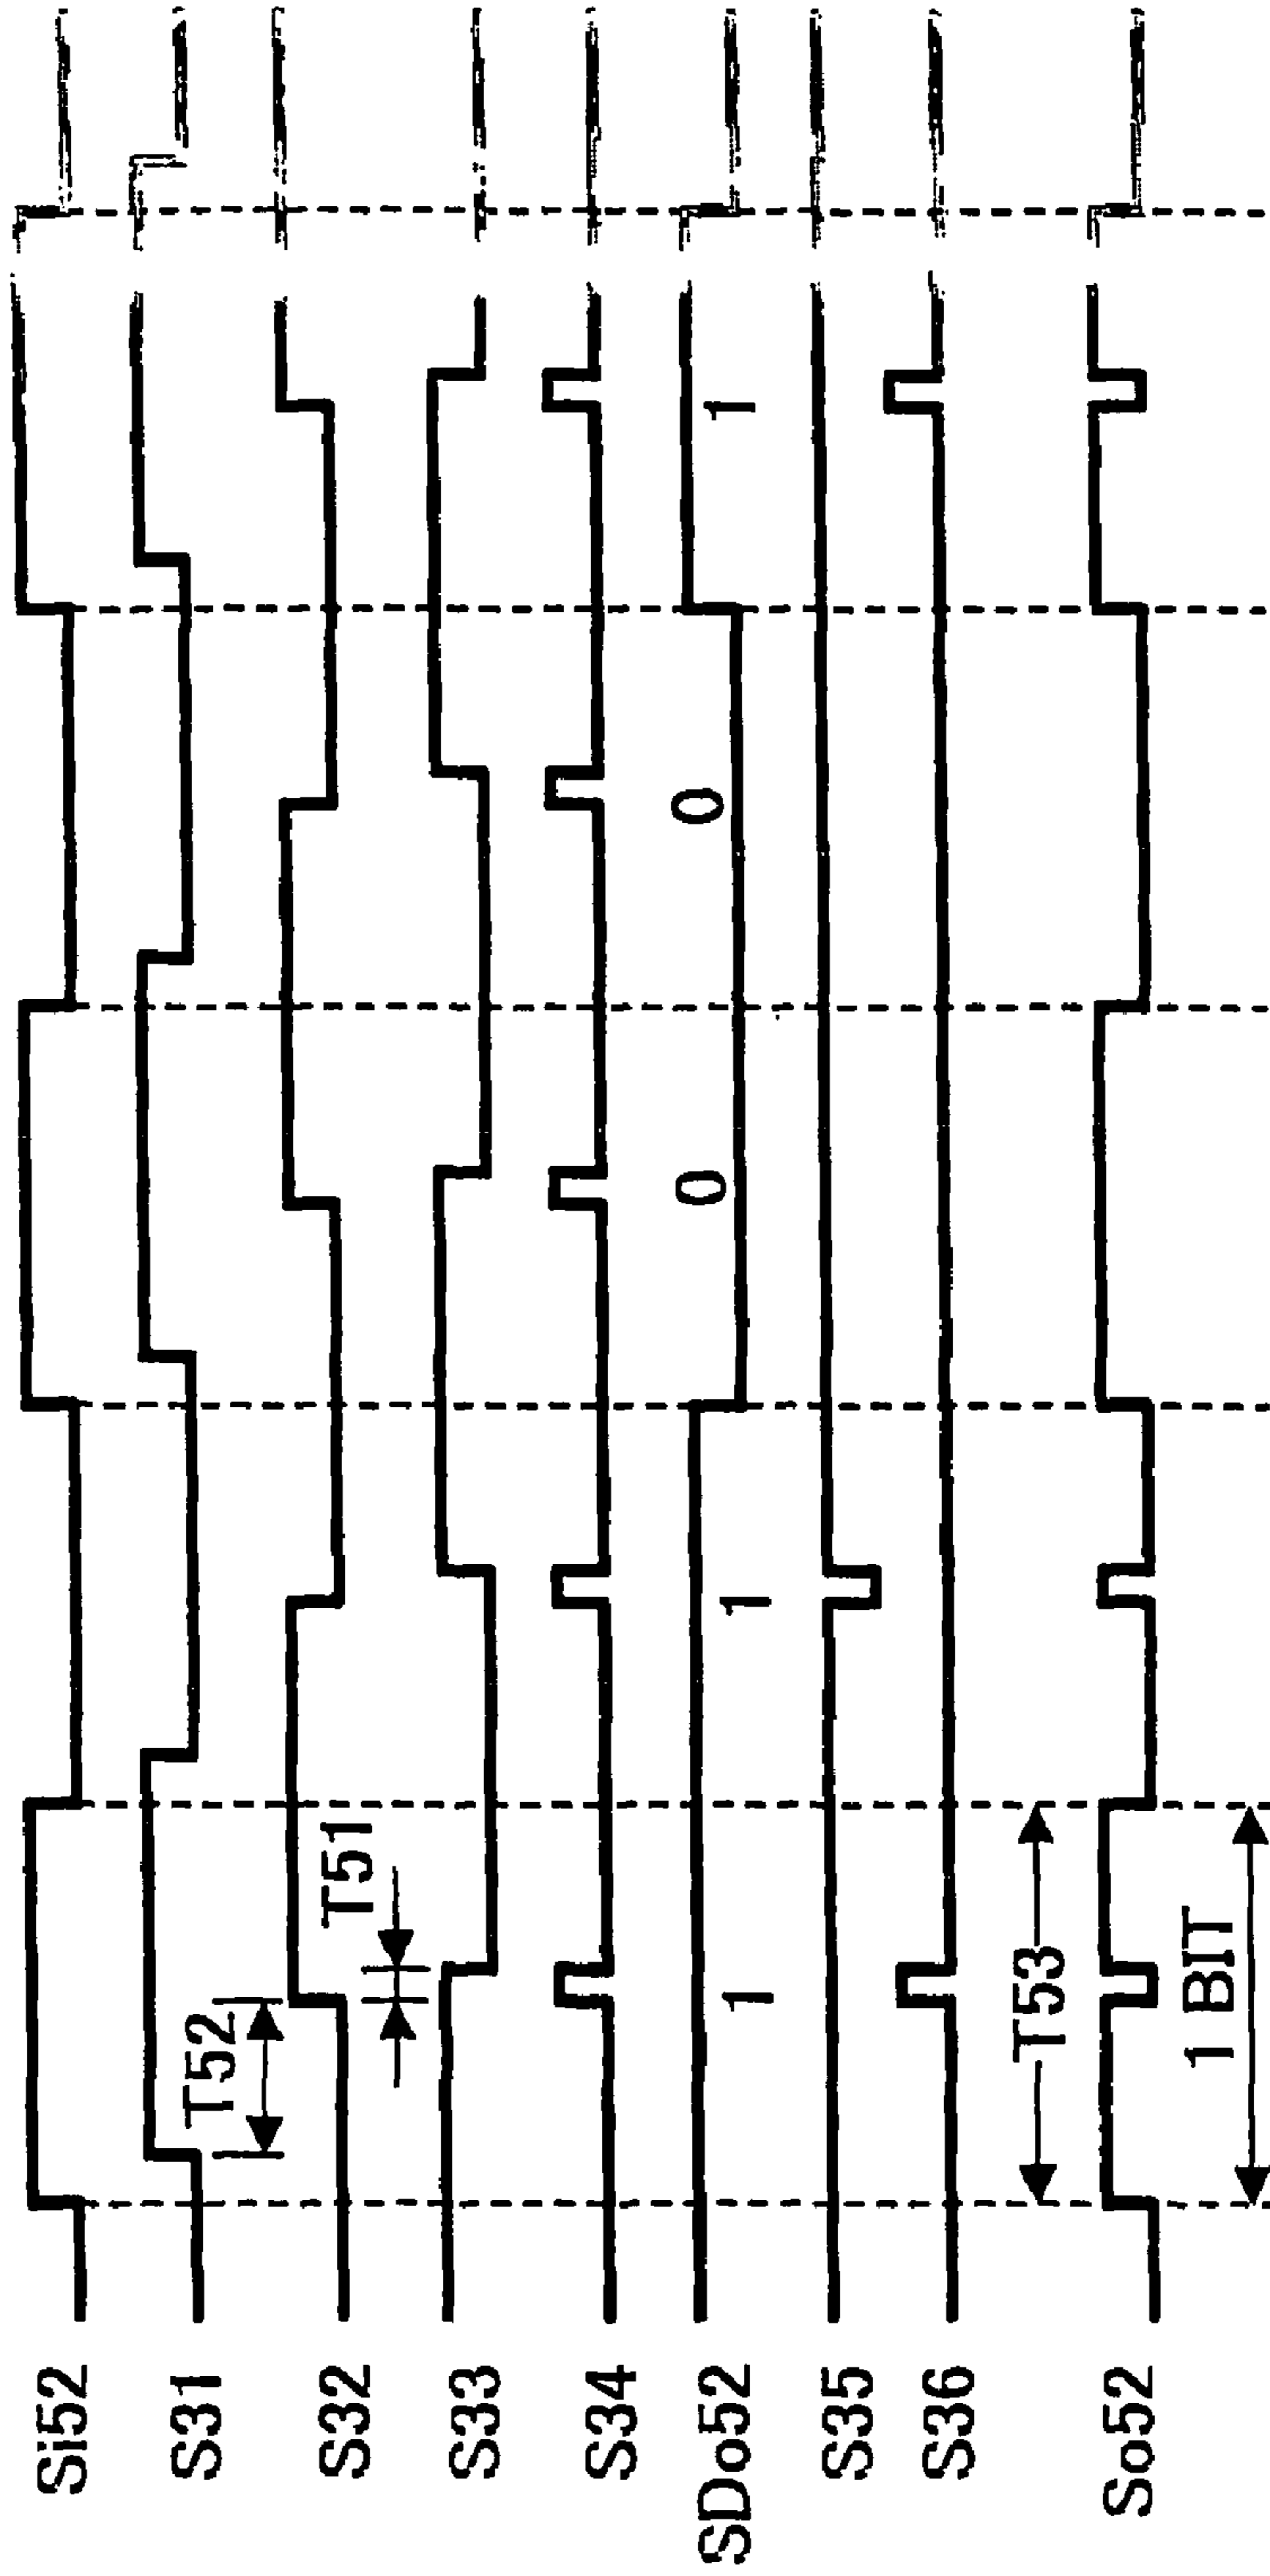 Si52
S31
T52
S32
T51
S33
S34
SDo52
1 1 0 0 1
S35
S36
T53
So52
1 BIT